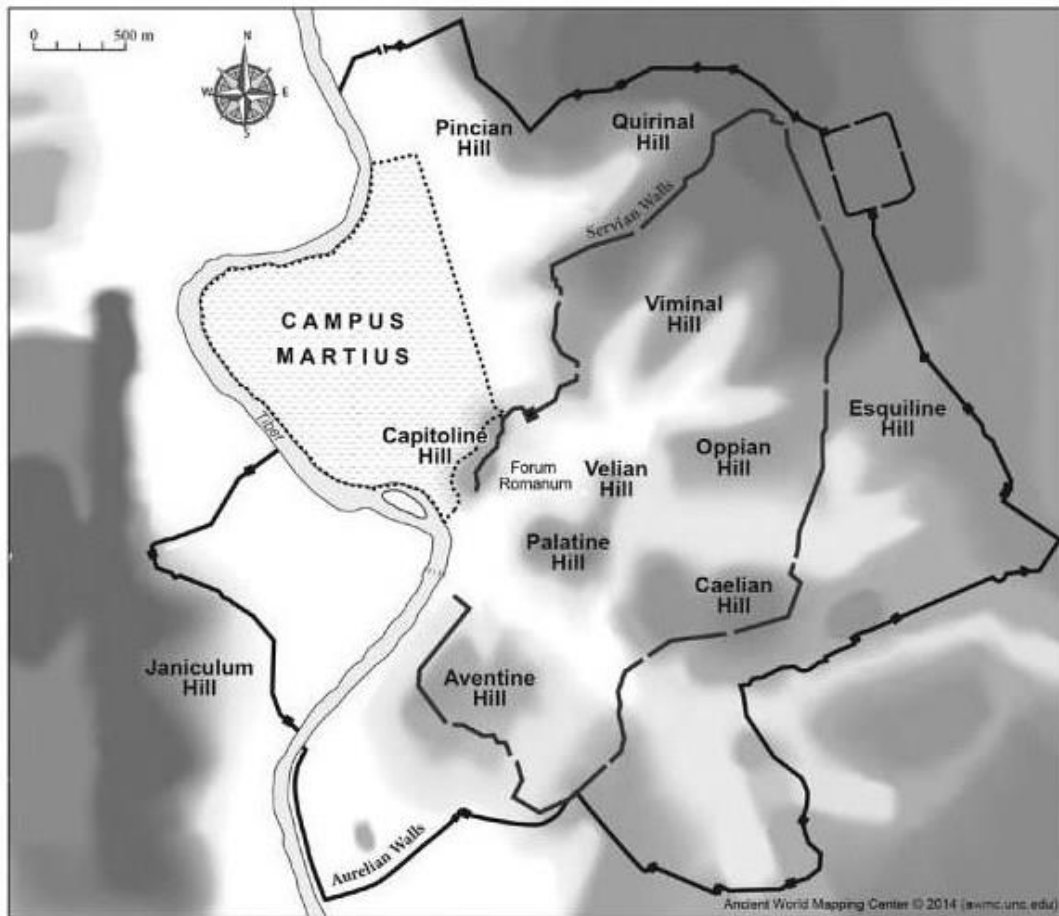 0 500 m
N
W E
S
Pincian
Hill
Quirinal
Hill
Servian Walls
Viminal
Hill
CAMPUS
MARTIUS
Tiber
Capitoline
Hill
Forum
Romanum
Velian
Hill
Oppian
Hill
Esquiline
Hill
Palatine
Hill
Caelian
Hill
Janiculum
Hill
Aventine
Hill
Aurelian Walls
Ancient World Mapping Center © 2014 (awmc.unc.edu)